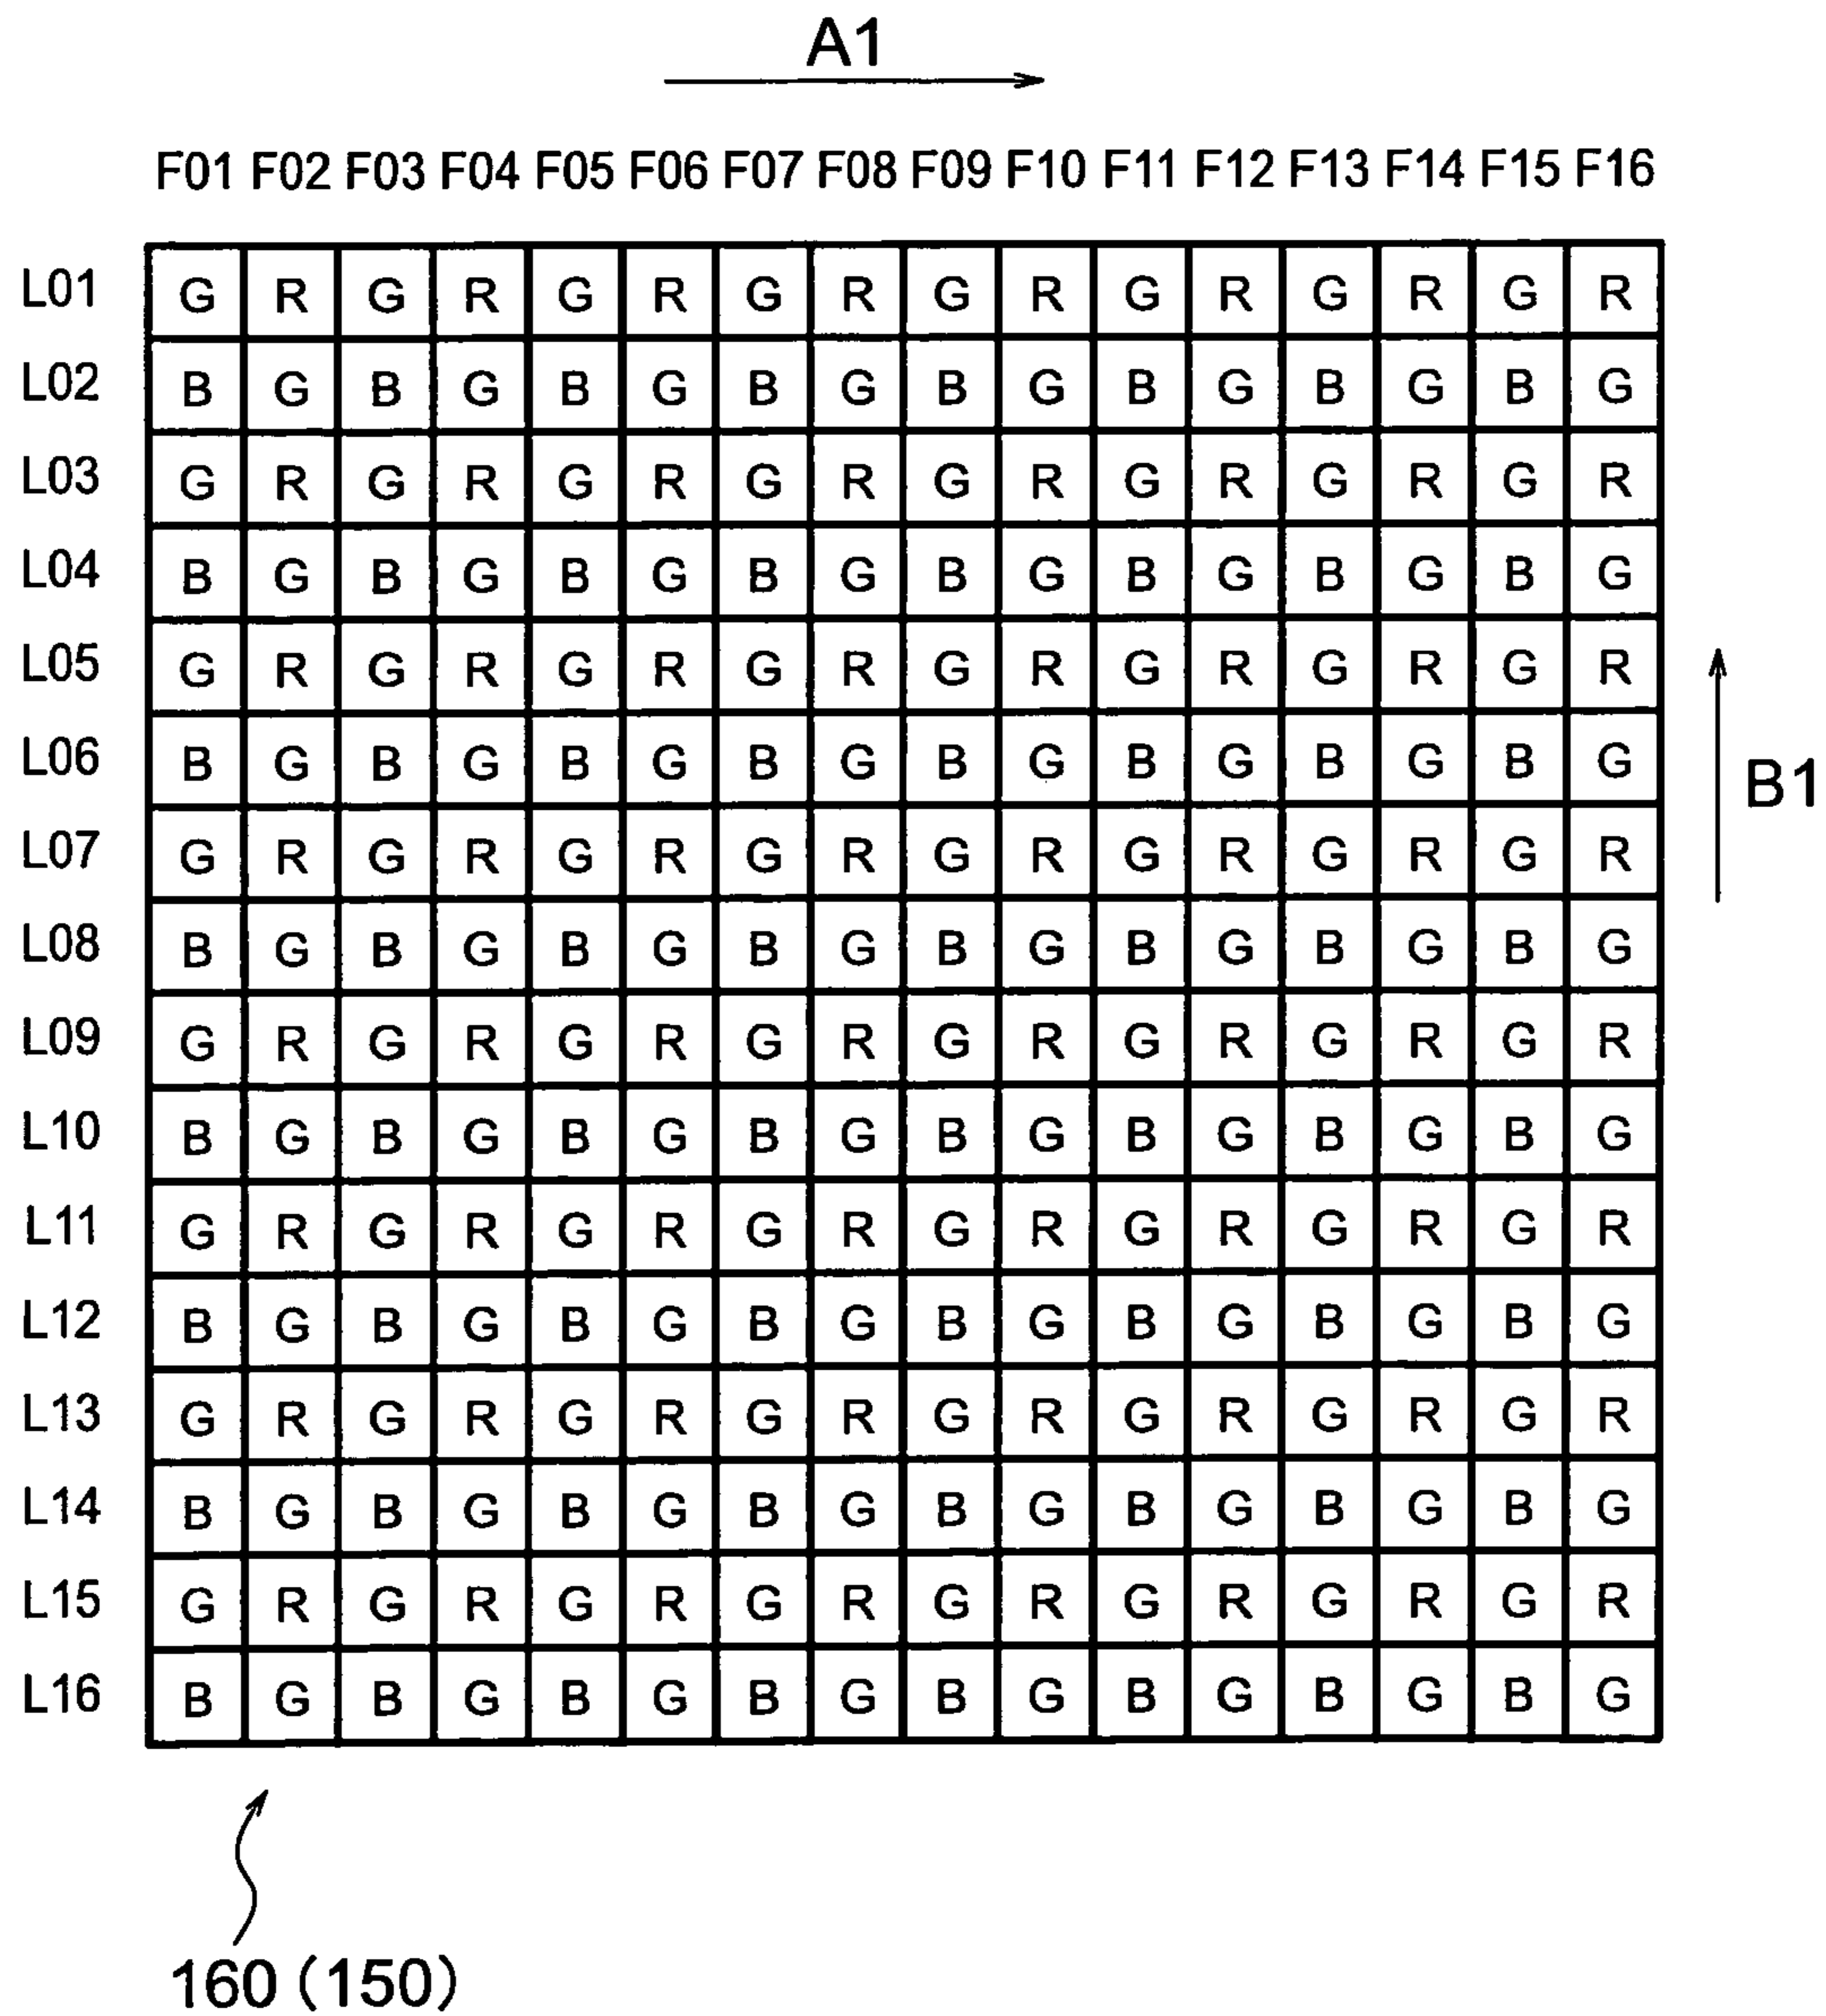 A1
F01 F02 F03 F04 F05 F06 F07 F08 F09 F10 F11 F12 F13 F14 F15 F16
L01 G R G R G R G R G R G R G R G R
L02 B G B G B G B G B G B G B G B G
L03 G R G R G R G R G R G R G R G R
L04 B G B G B G B G B G B G B G B G
L05 G R G R G R G R G R G R G R G R
L06 B G B G B G B G B G B G B G B G
B1
L07 G R G R G R G R G R G R G R G R
L08 B G B G B G B G B G B G B G B G
L09 G R G R G R G R G R G R G R G R
L10 B G B G B G B G B G B G B G B G
L11 G R G R G R G R G R G R G R G R
L12 B G B G B G B G B G B G B G B G
L13 G R G R G R G R G R G R G R G R
L14 B G B G B G B G B G B G B G B G
L15 G R G R G R G R G R G R G R G R
L16 B G B G B G B G B G B G B G B G
160 (150)